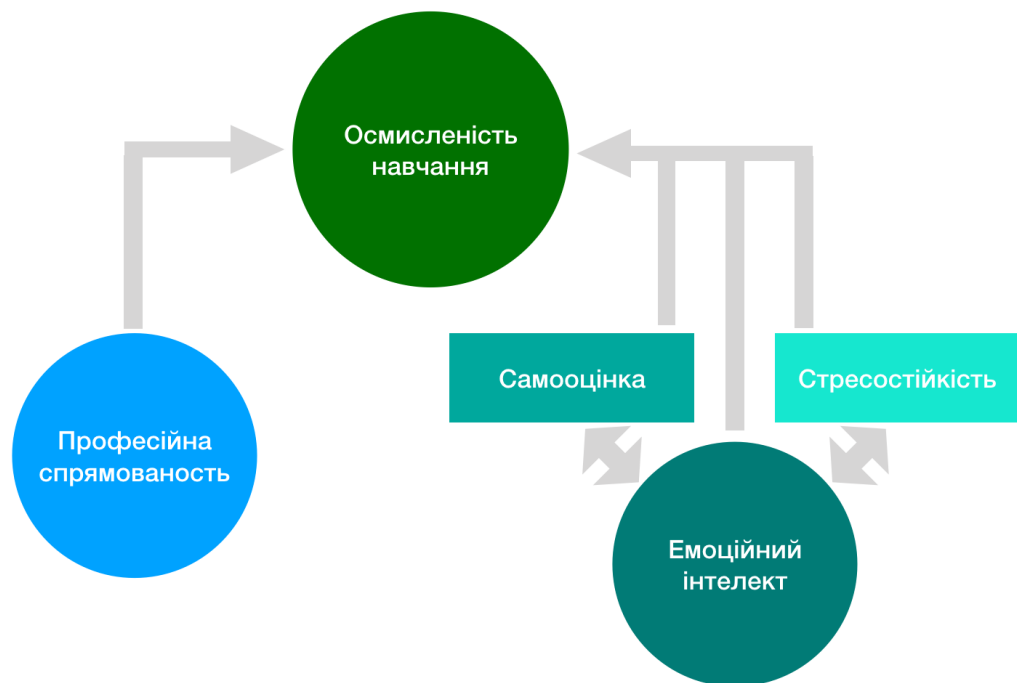 Осмисленість
навчання
Самооцінка
Стресостійкість
Професійна
спрямованость
Емоційний
інтелект